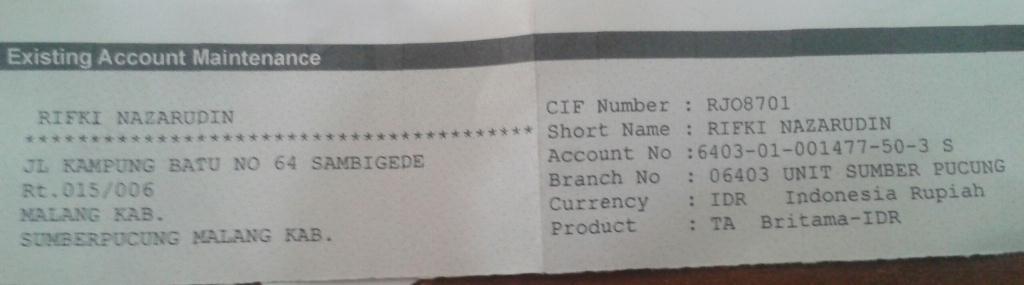 Existing Account Maintenance
RIFKI NAZARUDIN
***************************************
JL KAMPUNG BATU NO 64 SAMBIGEDE
Rt.015/006
MALANG KAB.
SUMBERPUCUNG MALANG KAB.
CIF Number : RJO8701
Short Name : RIFKI NAZARUDIN
Account No :6403-01-001477-50-3 S
Branch No : 06403 UNIT SUMBER PUCUNG
Currency : IDR Indonesia Rupiah
Product : TA Britama-IDR